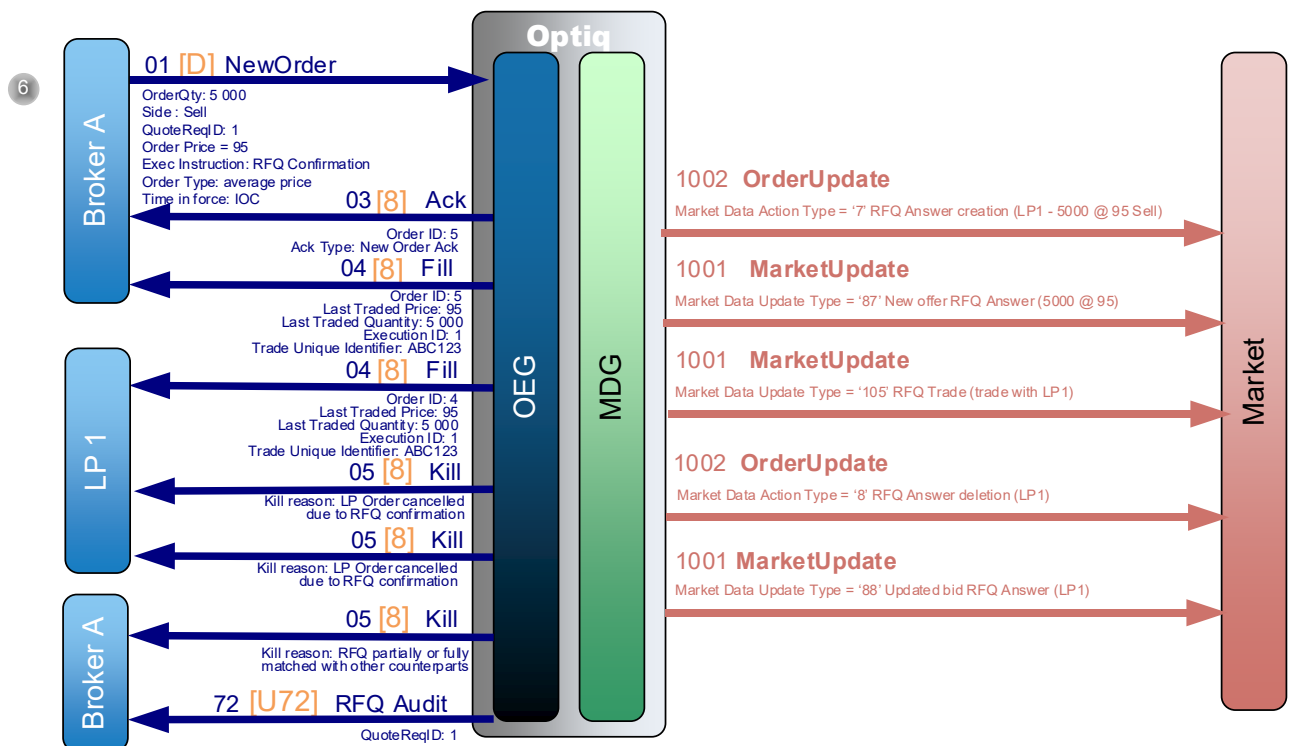 Optiq
6
Broker A
01 [D] NewOrder
OrderQty: 5 000
Side : Sell
QuoteReqID: 1
Order Price = 95
Exec Instruction: RFQ Confirmation
Order Type: average price
Time in force: IOC
03 [8] Ack
Order ID: 5
Ack Type: New Order Ack
04 [8] Fill
Order ID: 5
Last Traded Price: 95
Last Traded Quantity: 5 000
Execution ID: 1
Trade Unique Identifier: ABC123
LP 1
04 [8] Fill
Order ID: 4
Last Traded Price: 95
Last Traded Quantity: 5 000
Execution ID: 1
Trade Unique Identifier: ABC123
05 [8] Kill
Kill reason: LP Order cancelled
due to RFQ confirmation
05 [8] Kill
Kill reason: LP Order cancelled
due to RFQ confirmation
Broker A
05 [8] Kill
Kill reason: RFQ partially or fully
matched with other counterparts
72 [U72] RFQ Audit
QuoteReqID: 1
OEG
MDG
1002 OrderUpdate
Market Data Action Type = ‘7’ RFQ Answer creation (LP1 - 5000 @ 95 Sell)
1001 MarketUpdate
Market Data Update Type = ‘87’ New offer RFQ Answer (5000 @ 95)
1001 MarketUpdate
Market Data Update Type = ‘105’ RFQ Trade (trade with LP1)
1002 OrderUpdate
Market Data Action Type = ‘8’ RFQ Answer deletion (LP1)
1001 MarketUpdate
Market Data Update Type = ‘88’ Updated bid RFQ Answer (LP1)
Market